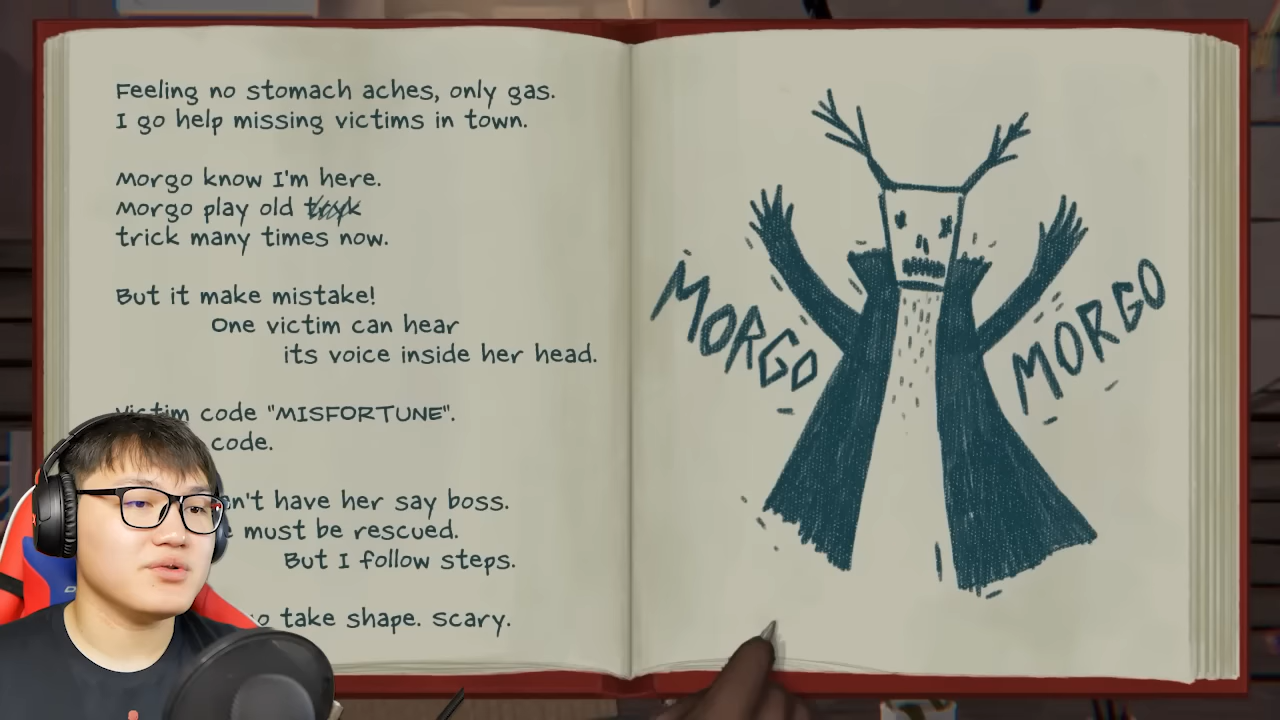 Feeling no stomach aches, only gas.
I go help missing victims in town.
Morgo know I'm here.
Morgo play old
trick many times now.
But it make mistake!
One victim can hear
its voice inside her head.
victim code "MISFORTUNE".
code.
have her say boss.
must be rescued.
But I follow steps.
take shape. scary.
MORGO
MORGO